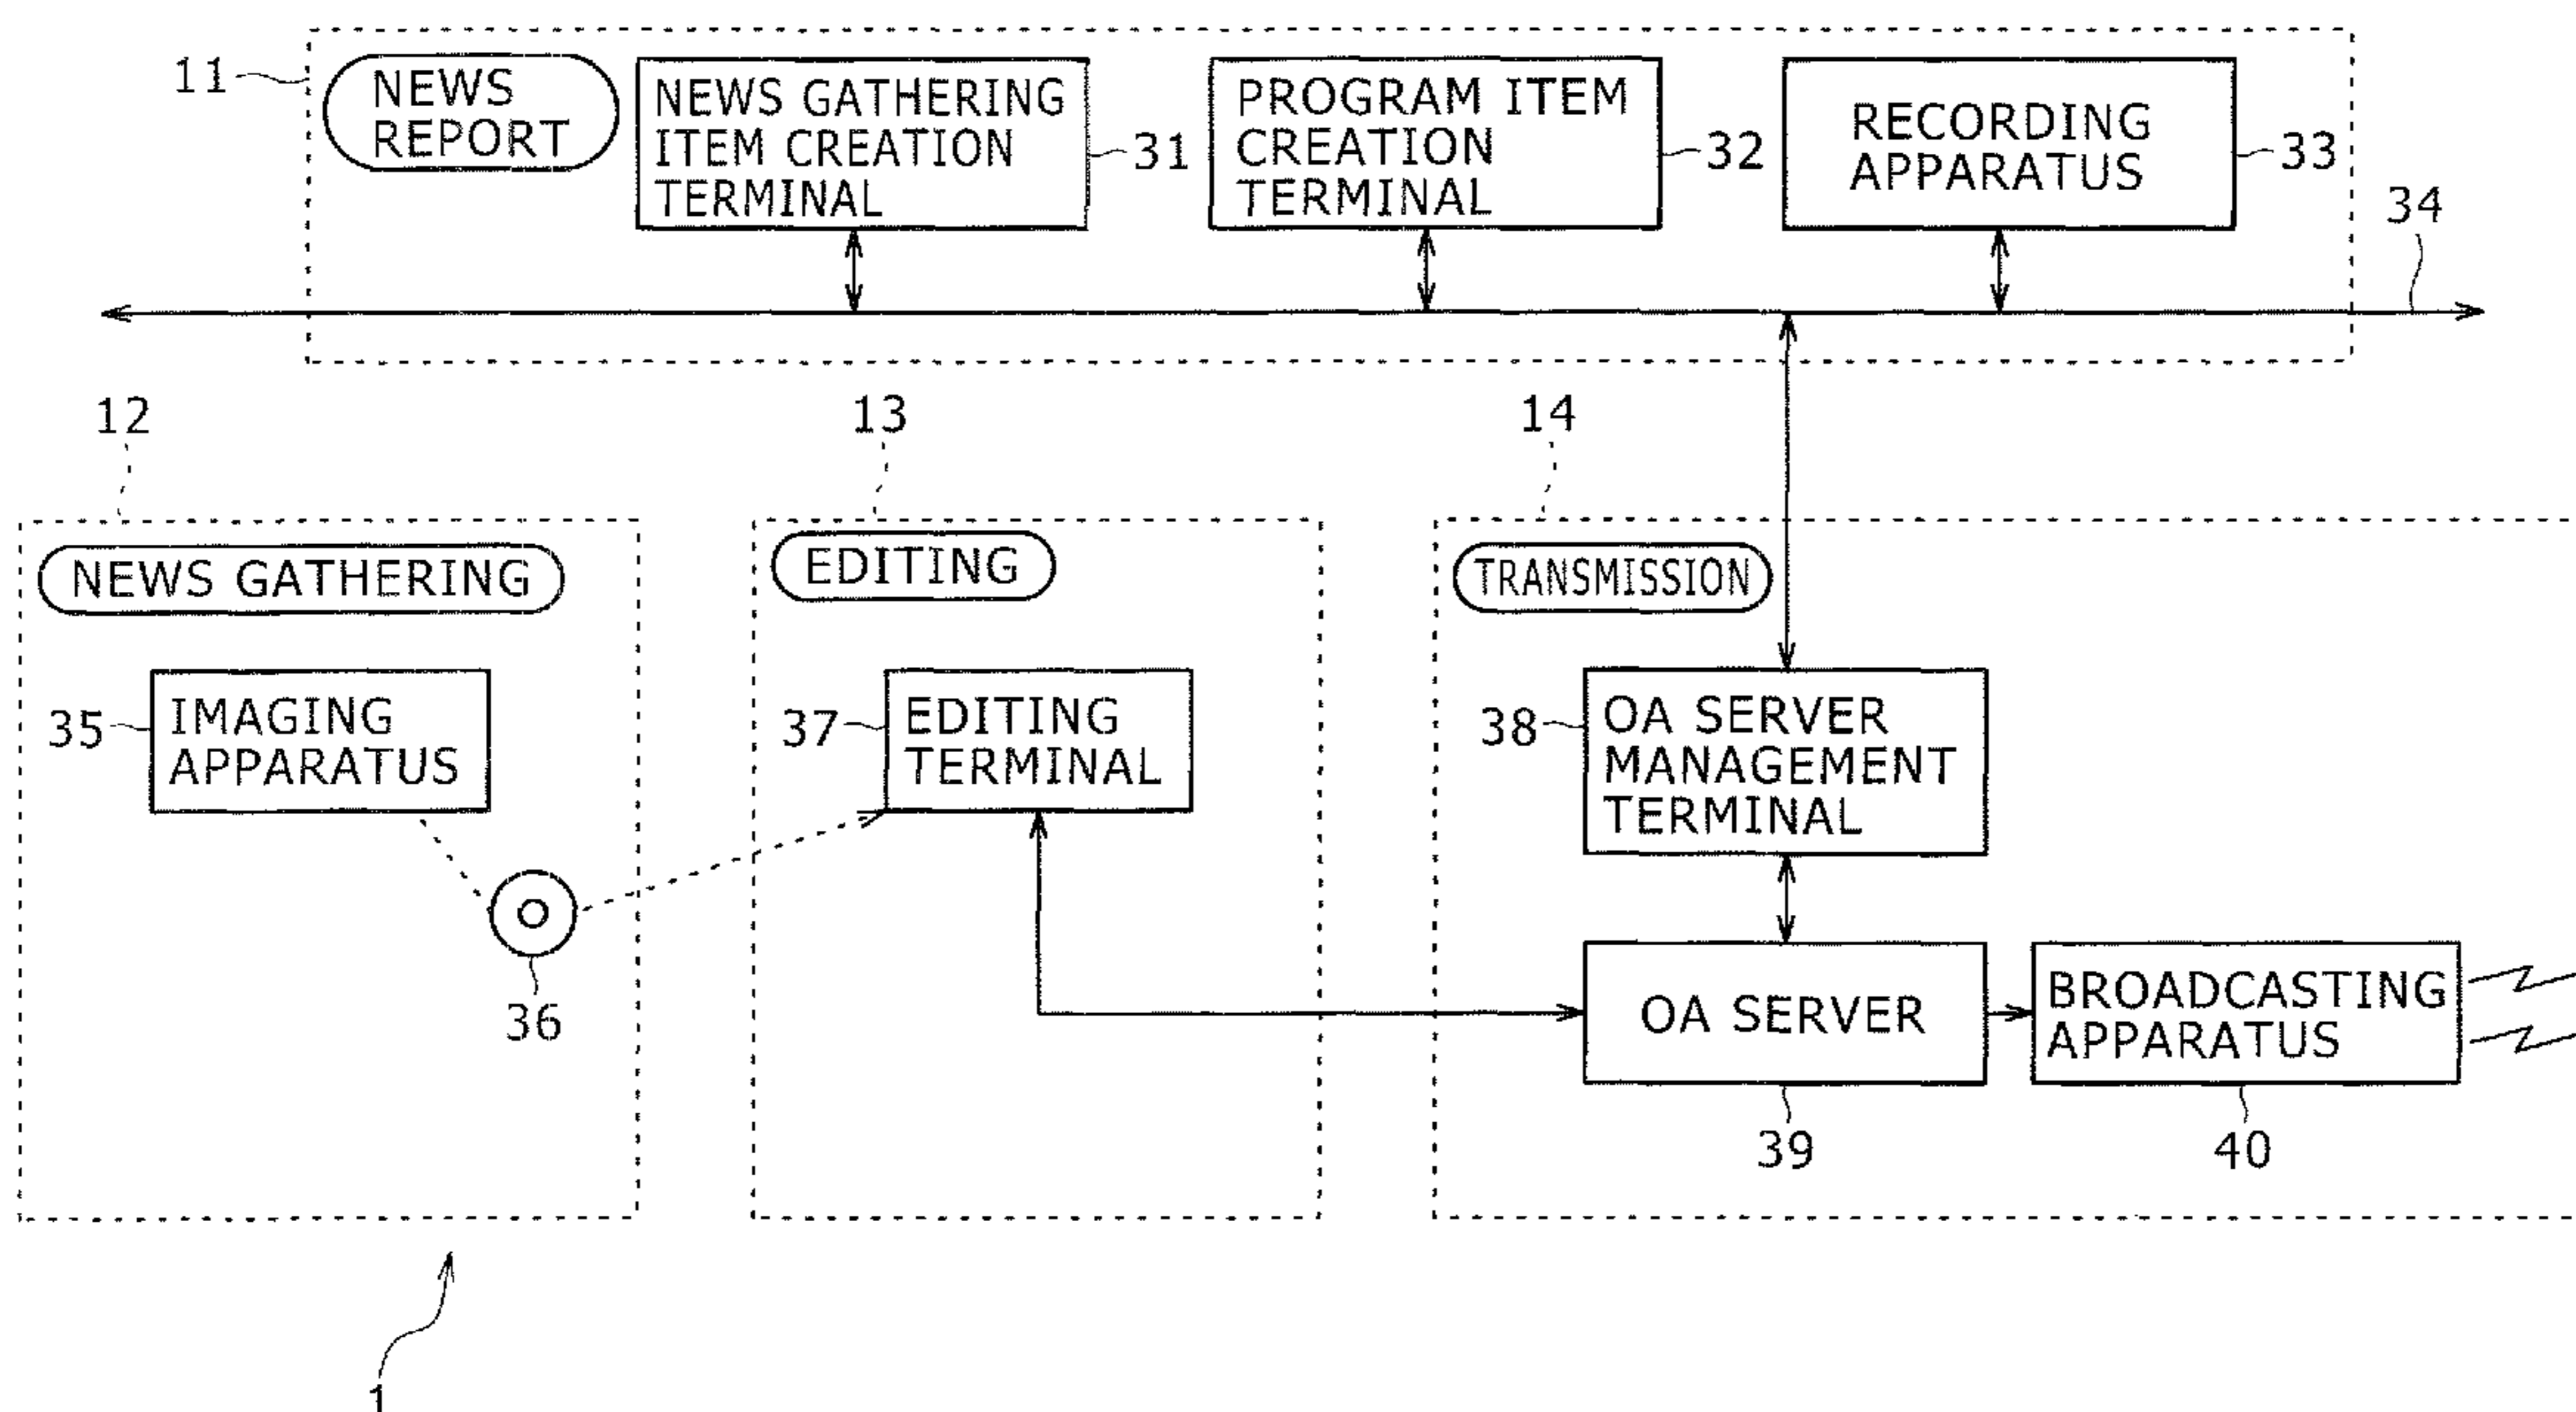 11
NEWS
REPORT
NEWS GATHERING
ITEM CREATION
TERMINAL
31
PROGRAM ITEM
CREATION
TERMINAL
32
RECORDING
APPARATUS
33
34
12
13
14
NEWS GATHERING
EDITING
TRANSMISSION
35
IMAGING
APPARATUS
36
37
EDITING
TERMINAL
38
OA SERVER
MANAGEMENT
TERMINAL
OA SERVER
39
BROADCASTING
APPARATUS
40
1